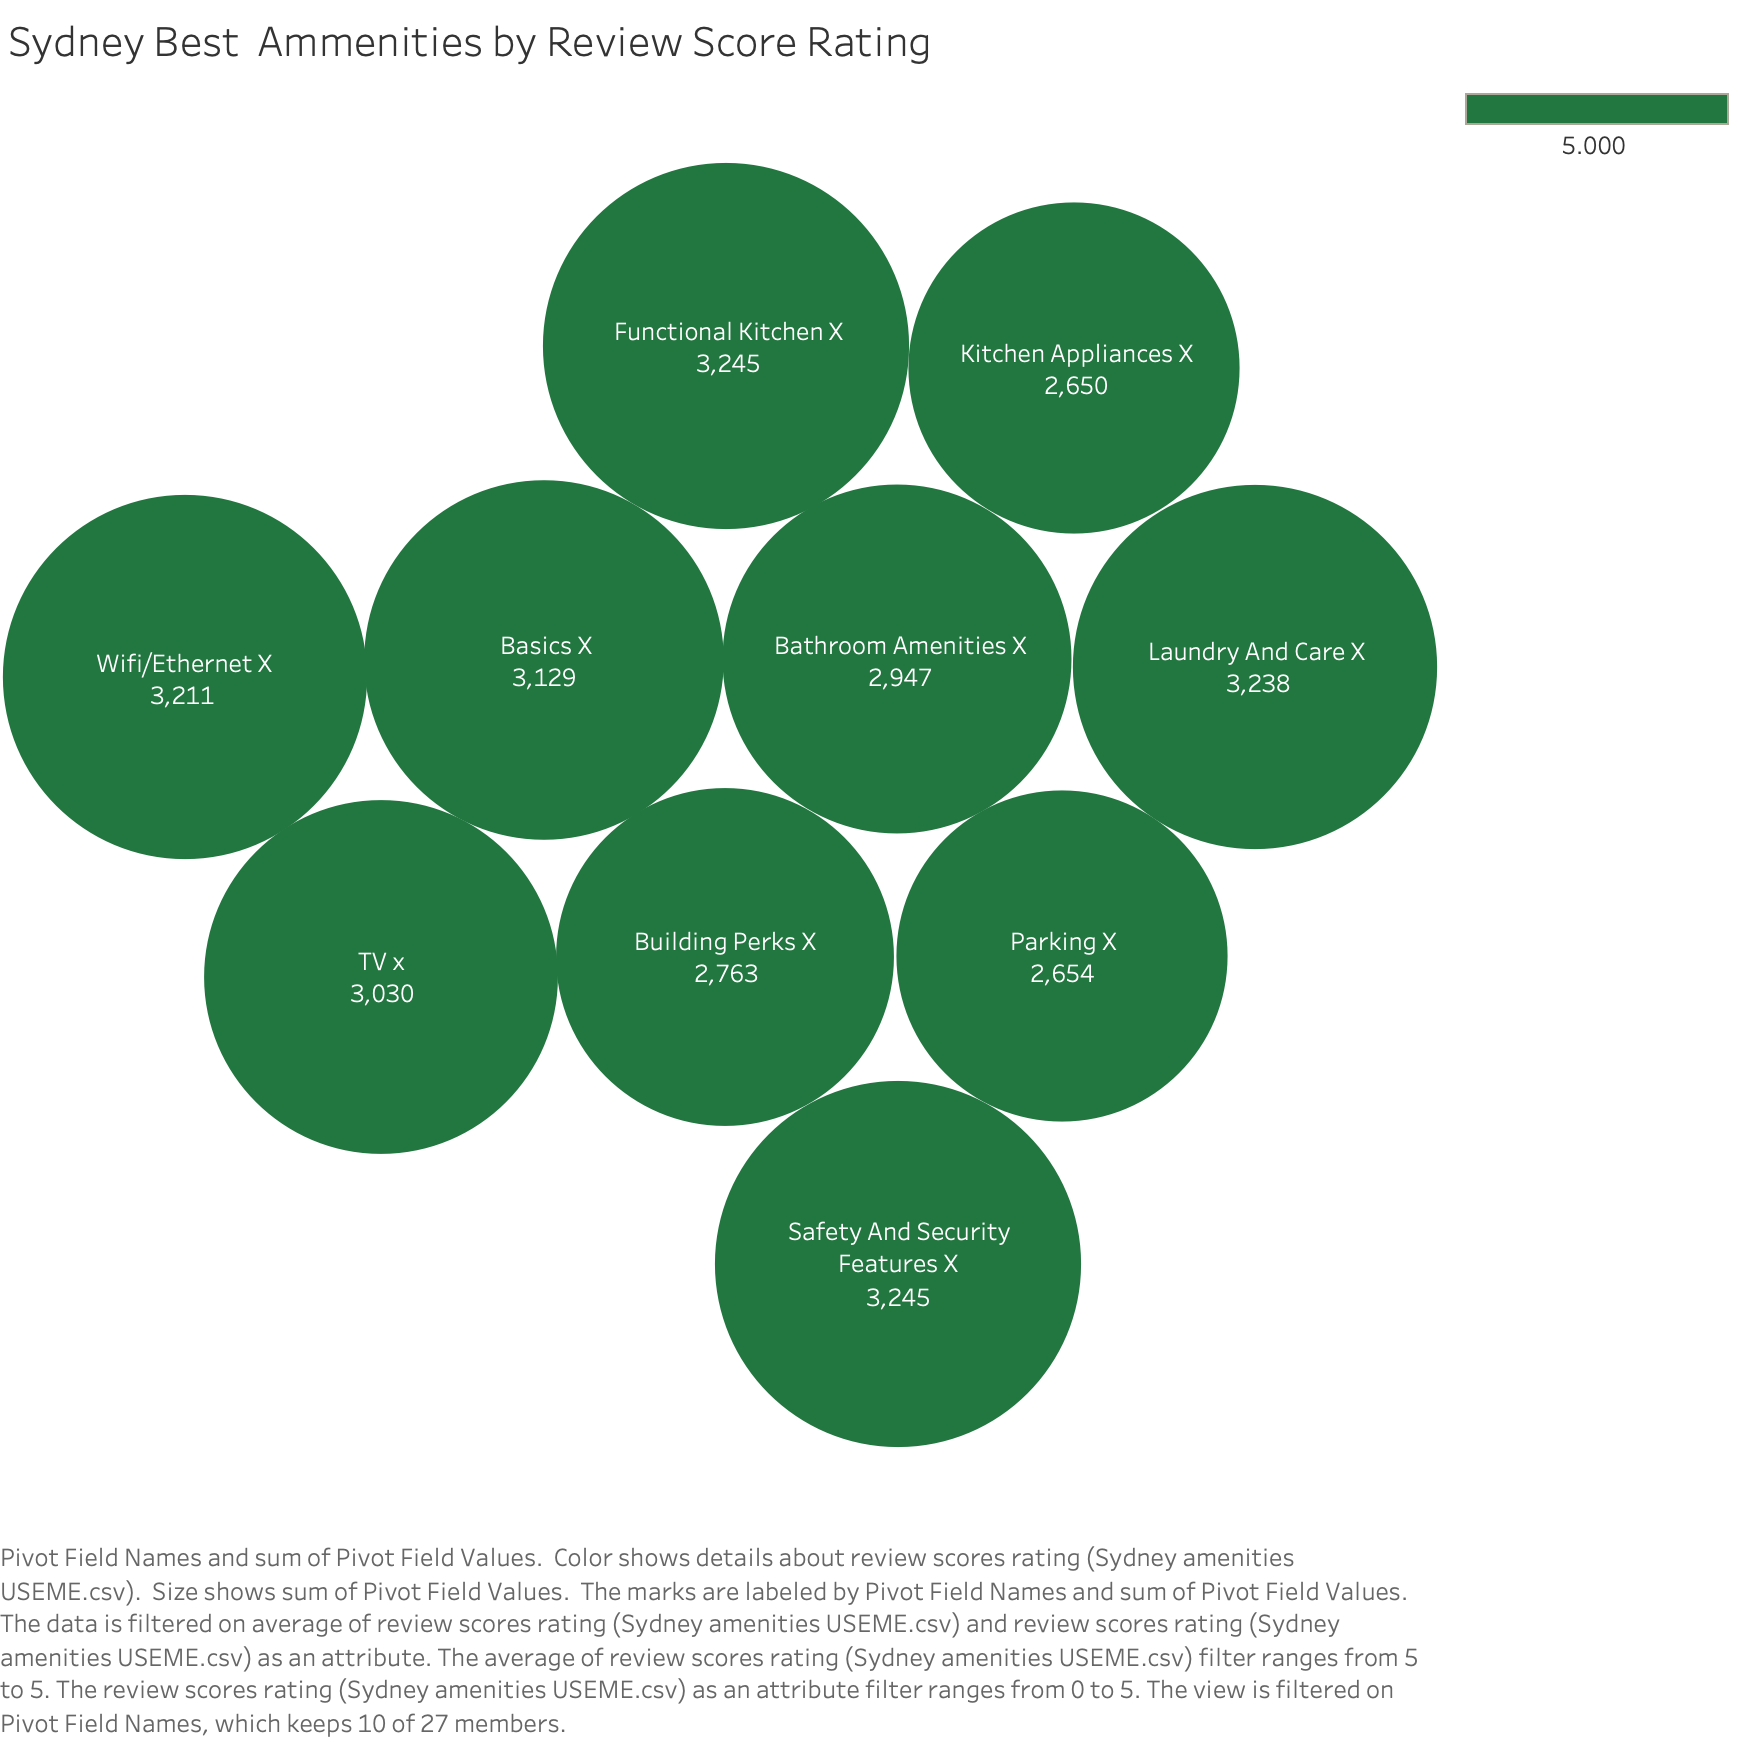 Sydney Best  Ammenities by Review Score Rating
5.000
Functional Kitchen X
3,245
Kitchen Appliances X
2,650
Wifi/Ethernet X
3,211
Basics X
3,129
Bathroom Amenities X
2,947
Laundry And Care X
3,238
TV x
3,030
Building Perks X
2,763
Parking X
2,654
Safety And Security
Features X
3,245
Pivot Field Names and sum of Pivot Field Values.  Color shows details about review scores rating (Sydney amenities
USEME.csv).  Size shows sum of Pivot Field Values.  The marks are labeled by Pivot Field Names and sum of Pivot Field Values.
The data is filtered on average of review scores rating (Sydney amenities USEME.csv) and review scores rating (Sydney
amenities USEME.csv) as an attribute. The average of review scores rating (Sydney amenities USEME.csv) filter ranges from 5
to 5. The review scores rating (Sydney amenities USEME.csv) as an attribute filter ranges from 0 to 5. The view is filtered on
Pivot Field Names, which keeps 10 of 27 members.